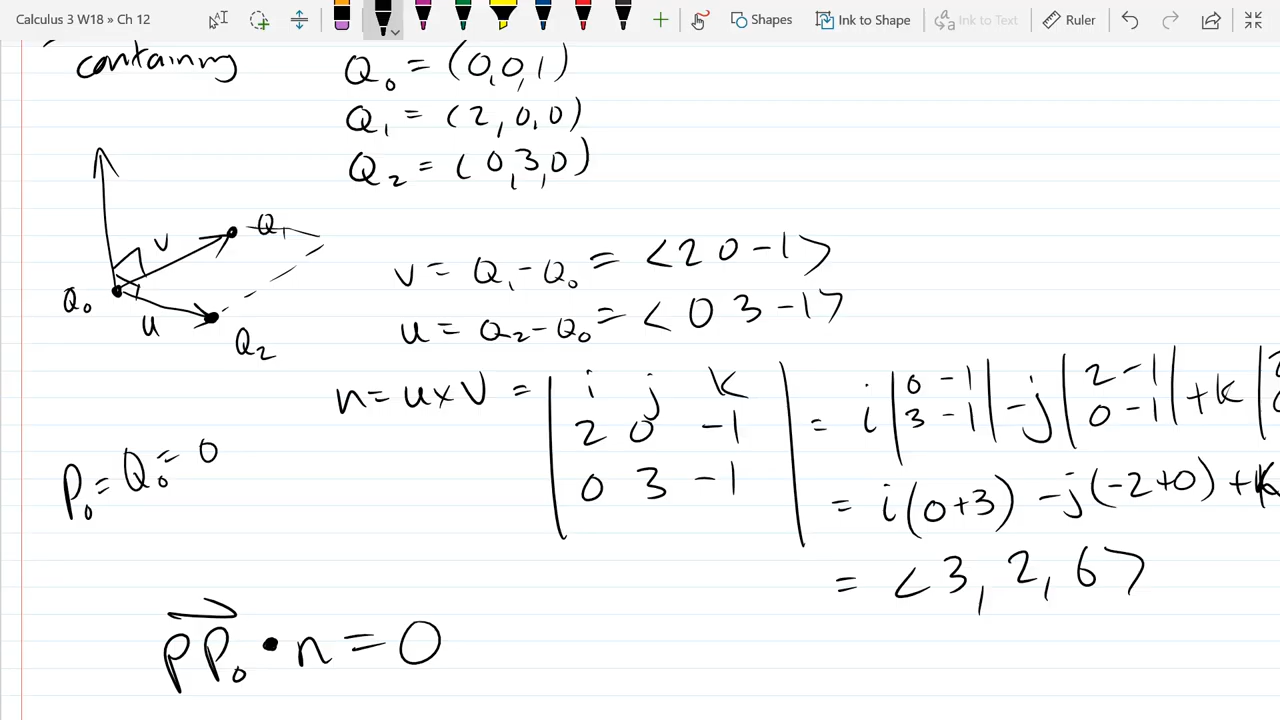 Calculus 3 W18 » Ch 12
Shapes Ink to Shape Ink to Text Ruler
containing
Q₀ = (0,0,1)
Q₁ = (2,0,0)
Q₂ = (0,3,0)
Q₁
v
Q₀
u
Q₂
v = Q₁ - Q₀ = <2 0 -1>
u = Q₂ - Q₀ = <0 3 -1>
n = u x v = | i j k | = i |0 -1| - j |2 -1| + k |2
2 0 -1 3 -1 0 -1 0
0 3 -1
P₀ = Q₀ = 0
= i(0+3) - j(-2+0) + k
= <3, 2, 6>
PP₀ • n = 0